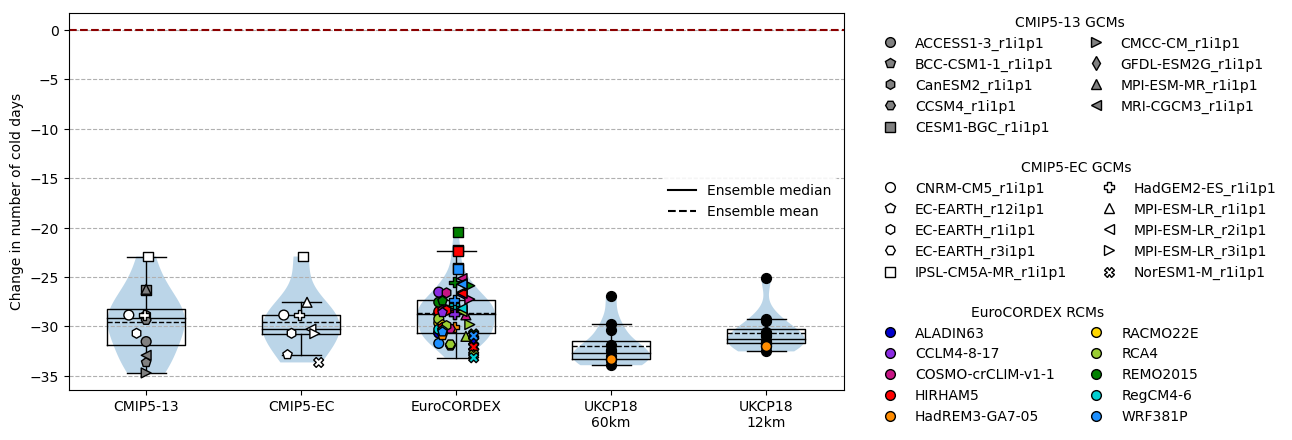 Change in number of cold days
0
−5
−10
−15
−20
−25
−30
−35
CMIP5-13
CMIP5-EC
EuroCORDEX
UKCP18
60km
UKCP18
12km
Ensemble median
Ensemble mean
CMIP5-13 GCMs
ACCESS1-3_r1i1p1
BCC-CSM1-1_r1i1p1
CanESM2_r1i1p1
CCSM4_r1i1p1
CESM1-BGC_r1i1p1
CMCC-CM_r1i1p1
GFDL-ESM2G_r1i1p1
MPI-ESM-MR_r1i1p1
MRI-CGCM3_r1i1p1
CMIP5-EC GCMs
CNRM-CM5_r1i1p1
EC-EARTH_r12i1p1
EC-EARTH_r1i1p1
EC-EARTH_r3i1p1
IPSL-CM5A-MR_r1i1p1
HadGEM2-ES_r1i1p1
MPI-ESM-LR_r1i1p1
MPI-ESM-LR_r2i1p1
MPI-ESM-LR_r3i1p1
NorESM1-M_r1i1p1
EuroCORDEX RCMs
ALADIN63
CCLM4-8-17
COSMO-crCLIM-v1-1
HIRHAM5
HadREM3-GA7-05
RACMO22E
RCA4
REMO2015
RegCM4-6
WRF381P